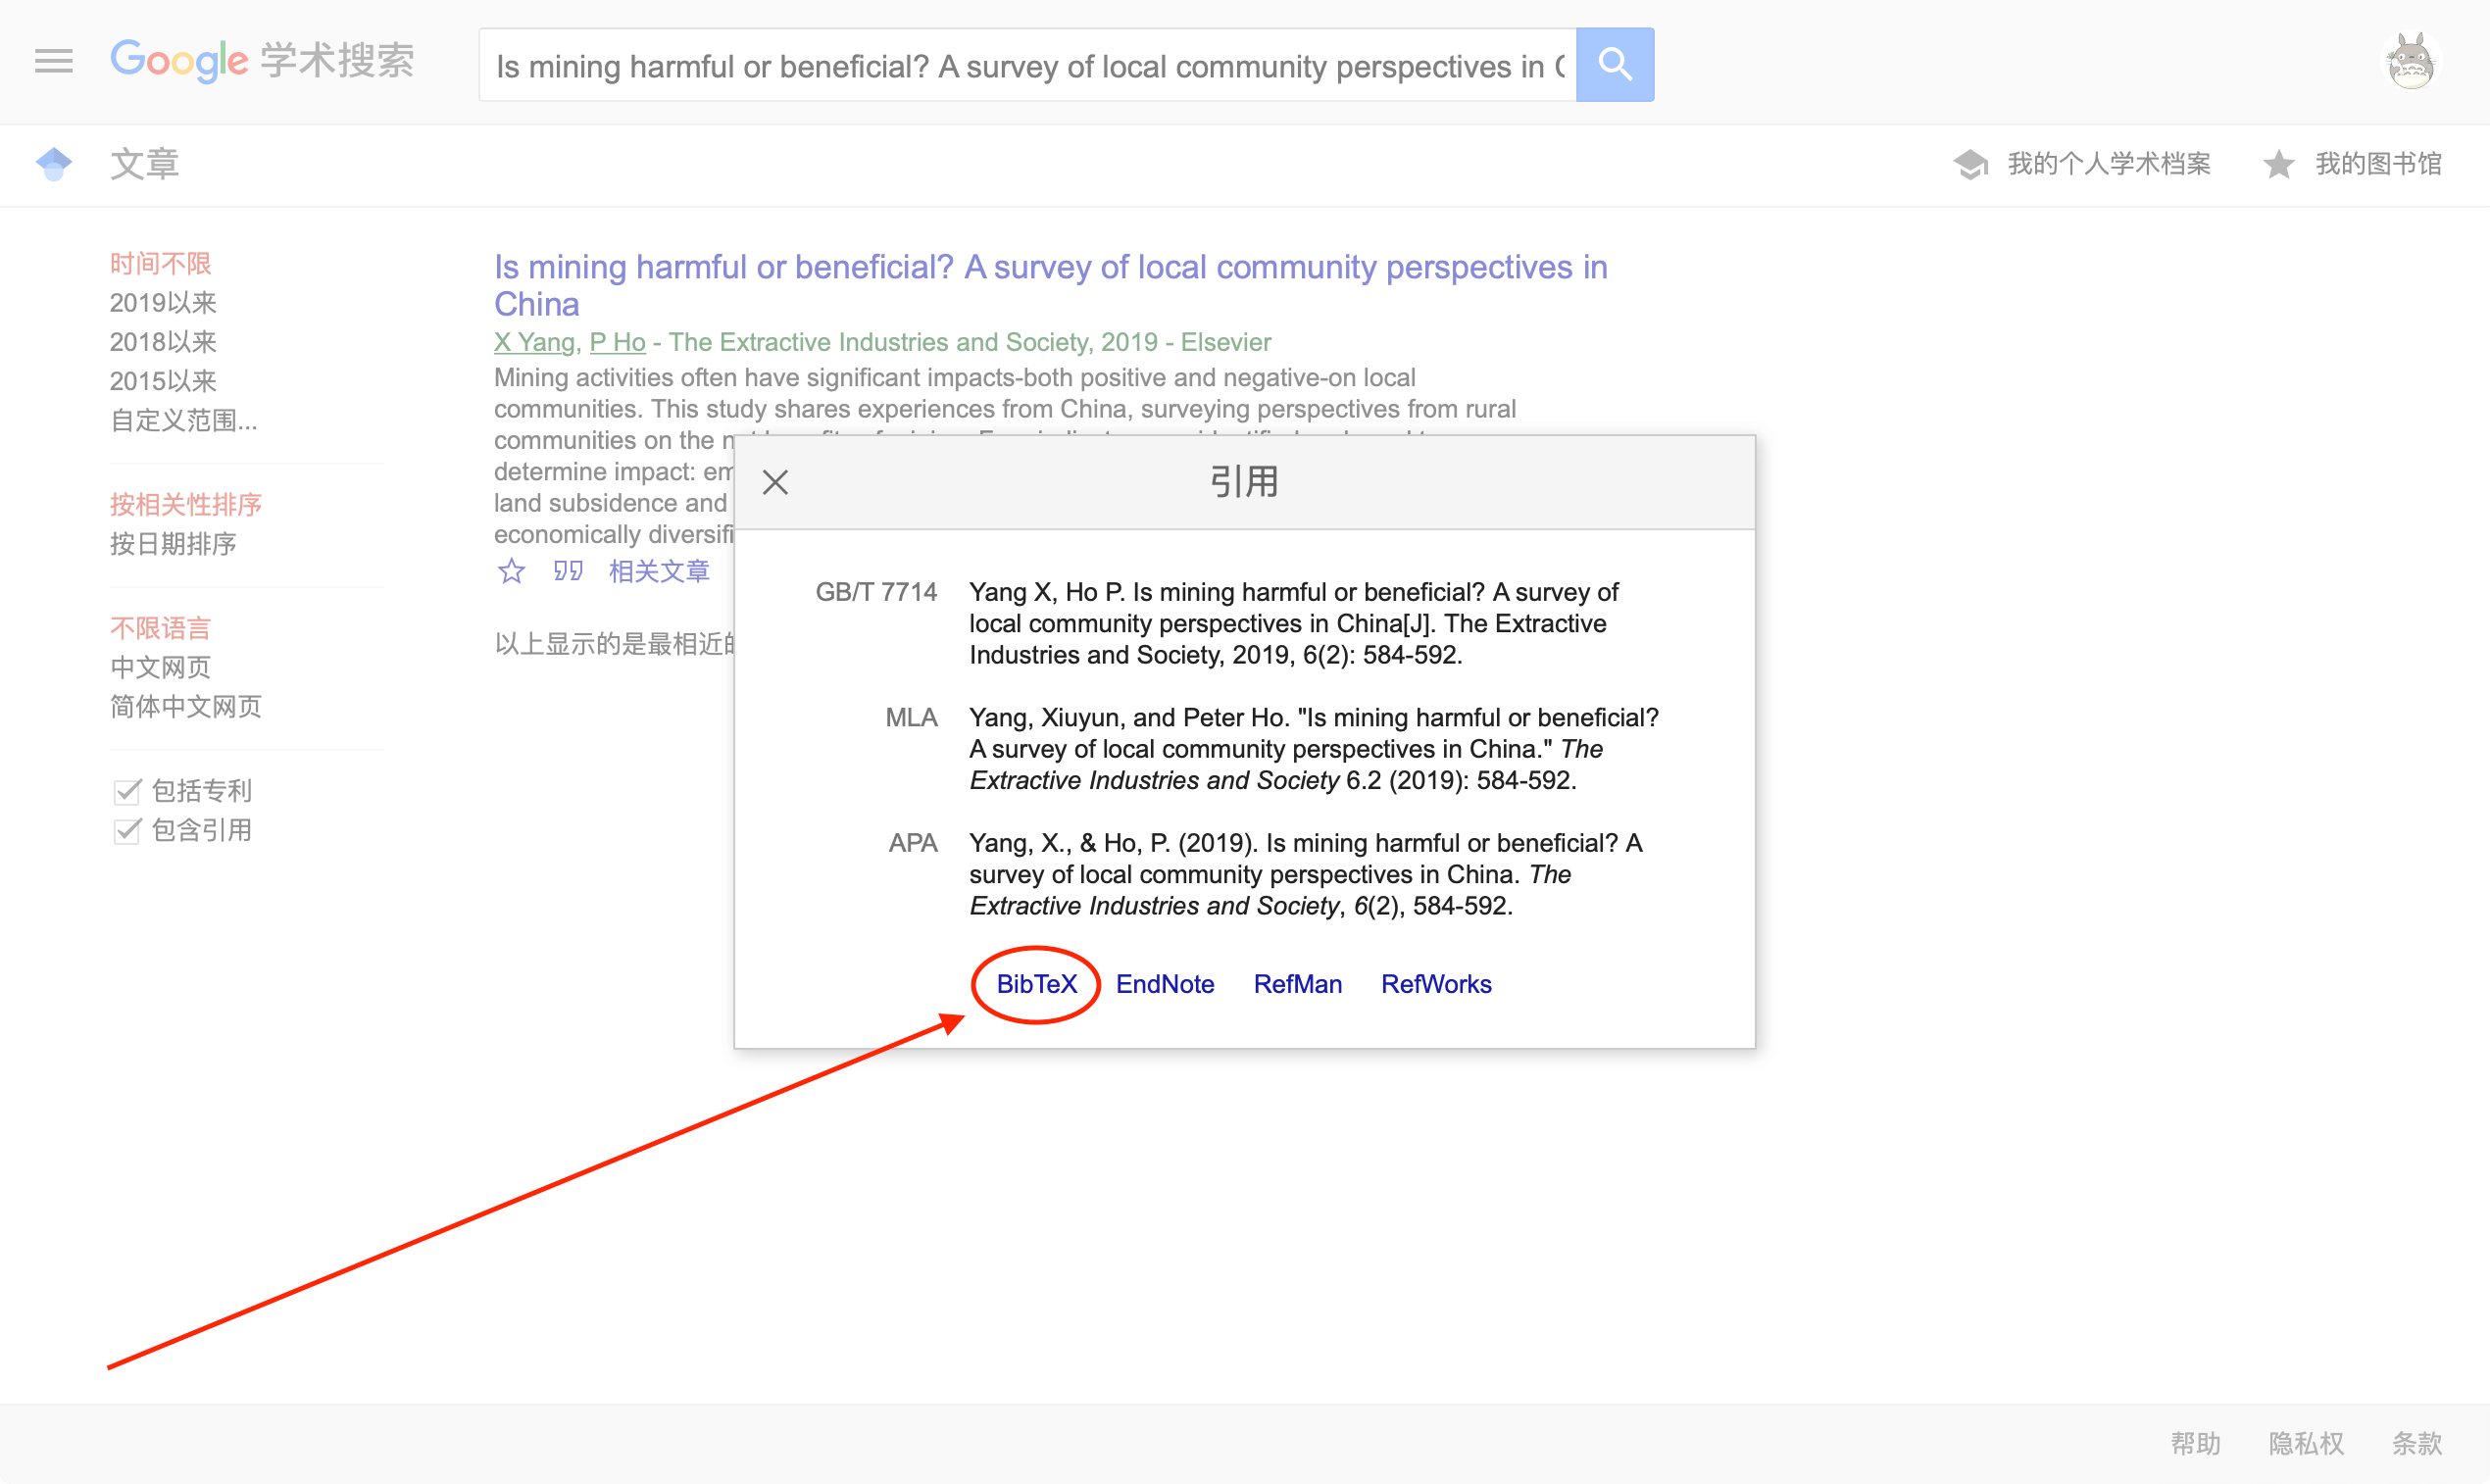 Google 学术搜索
Is mining harmful or beneficial? A survey of local community perspectives in
文章
我的个人学术档案
我的图书馆
时间不限
2019以来
2018以来
2015以来
自定义范围...
按相关性排序
按日期排序
不限语言
中文网页
简体中文网页
包括专利
包含引用
Is mining harmful or beneficial? A survey of local community perspectives in
China
X Yang, P Ho - The Extractive Industries and Society, 2019 - Elsevier
Mining activities often have significant impacts-both positive and negative-on local
communities. This study shares experiences from China, surveying perspectives from rural
communities on the
determine impact:
land subsidence and
economically
相关文章
以上显示的是最相近
引用
GB/T 7714
Yang X, Ho P. Is mining harmful or beneficial? A survey of
local community perspectives in China[J]. The Extractive
Industries and Society, 2019, 6(2): 584-592.
MLA
Yang, Xiuyun, and Peter Ho. "Is mining harmful or beneficial?
A survey of local community perspectives in China." The
Extractive Industries and Society 6.2 (2019): 584-592.
APA
Yang, X., & Ho, P. (2019). Is mining harmful or beneficial? A
survey of local community perspectives in China. The
Extractive Industries and Society, 6(2), 584-592.
BibTeX EndNote RefMan RefWorks
帮助 隐私权 条款